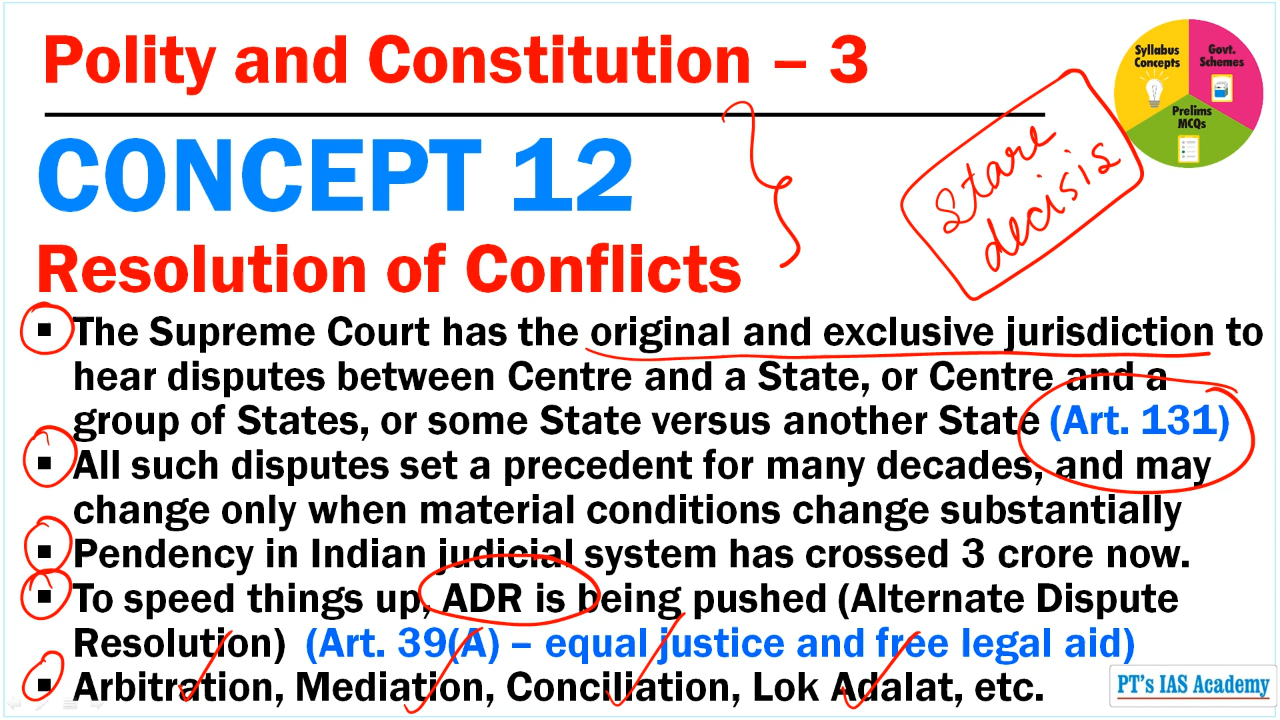 Polity and Constitution – 3
Syllabus Concepts
Govt. Schemes
Prelims MCQs
CONCEPT 12
Stare
decisis
Resolution of Conflicts
▪ The Supreme Court has the original and exclusive jurisdiction to
hear disputes between Centre and a State, or Centre and a
group of States, or some State versus another State (Art. 131)
▪ All such disputes set a precedent for many decades, and may
change only when material conditions change substantially
▪ Pendency in Indian judicial system has crossed 3 crore now.
▪ To speed things up, ADR is being pushed (Alternate Dispute
Resolution) (Art. 39(A) – equal justice and free legal aid)
▪ Arbitration, Mediation, Conciliation, Lok Adalat, etc.
PT's IAS Academy